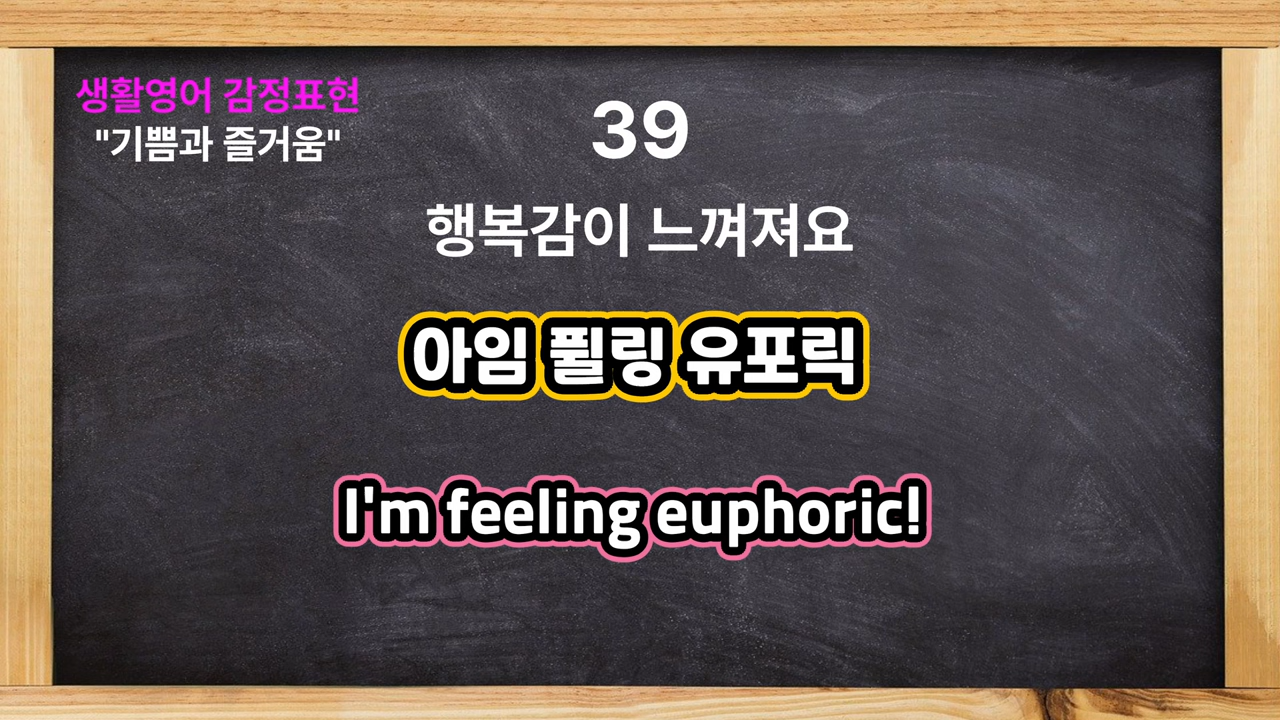 생활영어 감정표현
"기쁨과 즐거움"
39
행복감이 느껴져요
아임 퓔링 유포릭
I'm feeling euphoric!